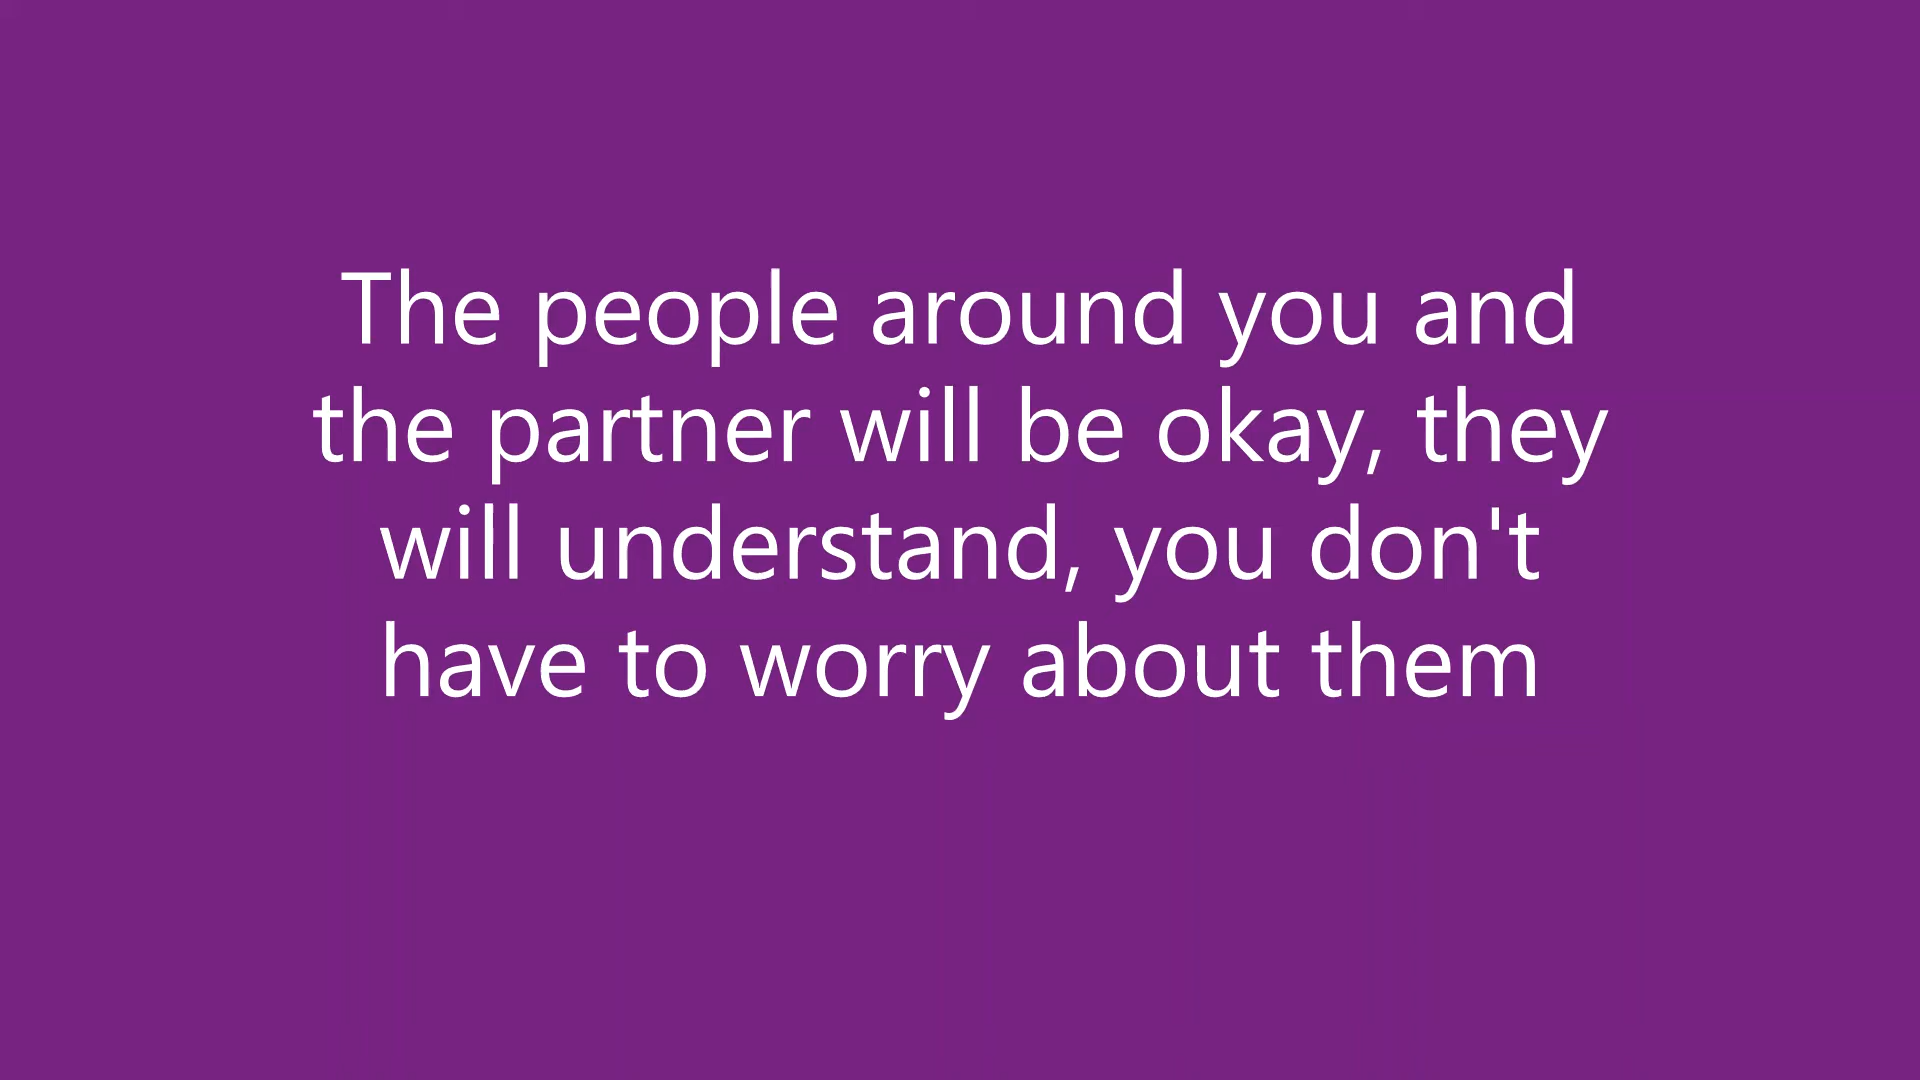 The people around you and
the partner will be okay, they
will understand, you don't
have to worry about them